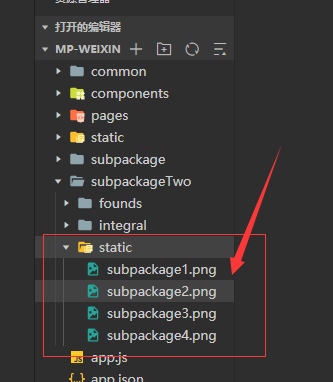 资源管理器
打开的编辑器
MP-WEIXIN
common
components
pages
static
subpackage
subpackageTwo
founds
integral
static
subpackage1.png
subpackage2.png
subpackage3.png
subpackage4.png
app.js
app.json